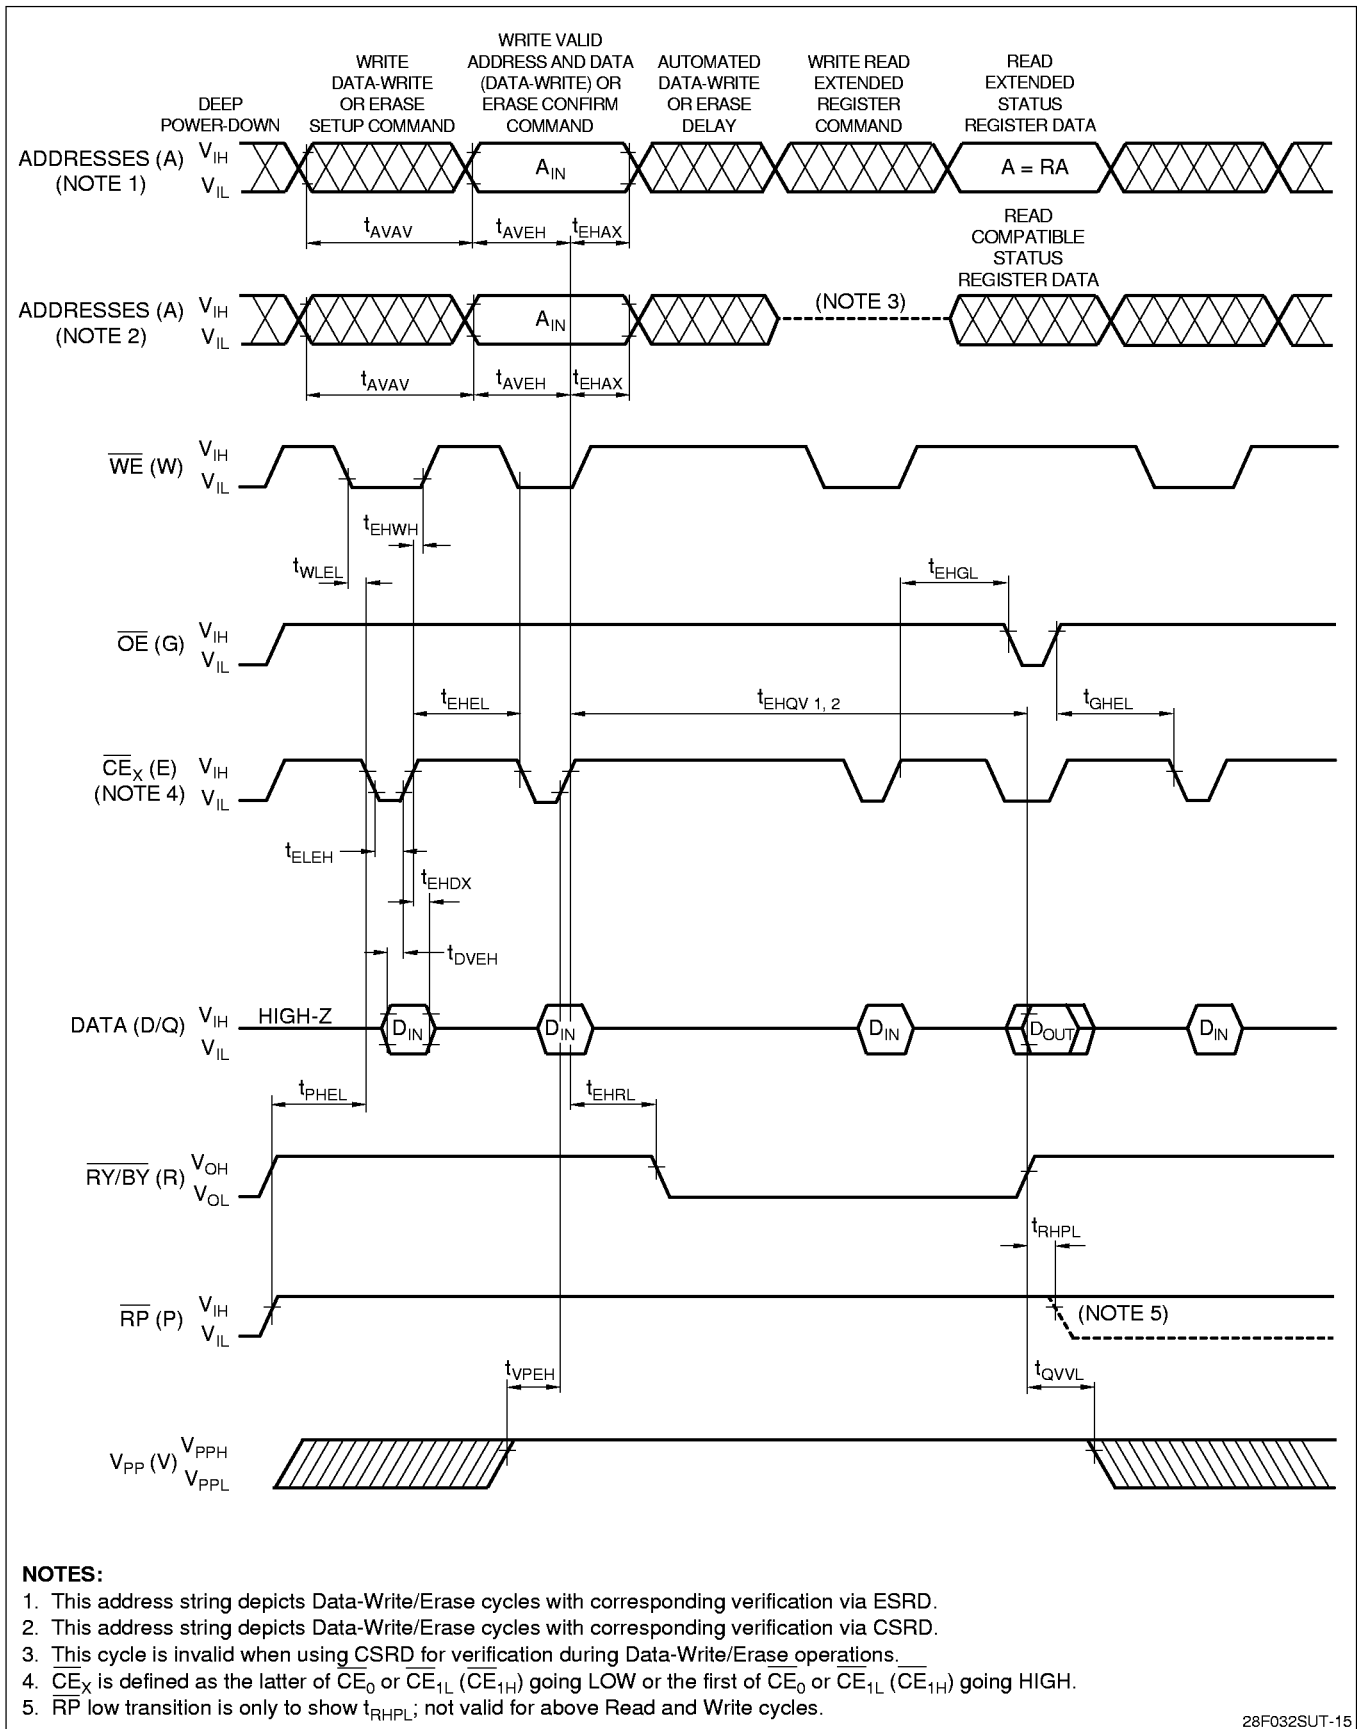 DEEP
POWER-DOWN
WRITE
DATA-WRITE
OR ERASE
SETUP COMMAND
WRITE VALID
ADDRESS AND DATA
(DATA-WRITE) OR
ERASE CONFIRM
COMMAND
AUTOMATED
DATA-WRITE
OR ERASE
DELAY
WRITE READ
EXTENDED
REGISTER
COMMAND
READ
EXTENDED
STATUS
REGISTER DATA
ADDRESSES (A)
(NOTE 1)
VIH
VIL
AIN
A = RA
tAVAV
tAVEH
tEHAX
READ
COMPATIBLE
STATUS
REGISTER DATA
ADDRESSES (A)
(NOTE 2)
VIH
VIL
AIN
(NOTE 3)
tAVAV
tAVEH
tEHAX
WE (W)
VIH
VIL
tEHWH
tWLEL
tEHGL
OE (G)
VIH
VIL
tEHEL
tEHQV 1, 2
tGHEL
CEX (E)
(NOTE 4)
VIH
VIL
tELEH
tEHDX
tDVEH
DATA (D/Q)
VIH
VIL
HIGH-Z
DIN
DIN
DIN
DOUT
DIN
tPHEL
tEHRL
RY/BY (R)
VOH
VOL
tRHPL
RP (P)
VIH
VIL
(NOTE 5)
tVPEH
tQVVL
VPP (V)
VPPH
VPPL
NOTES:
1. This address string depicts Data-Write/Erase cycles with corresponding verification via ESRD.
2. This address string depicts Data-Write/Erase cycles with corresponding verification via CSRD.
3. This cycle is invalid when using CSRD for verification during Data-Write/Erase operations.
4. CEX is defined as the latter of CE0 or CE1L (CE1H) going LOW or the first of CE0 or CE1L (CE1H) going HIGH.
5. RP low transition is only to show tRHPL; not valid for above Read and Write cycles.
28F032SUT-15